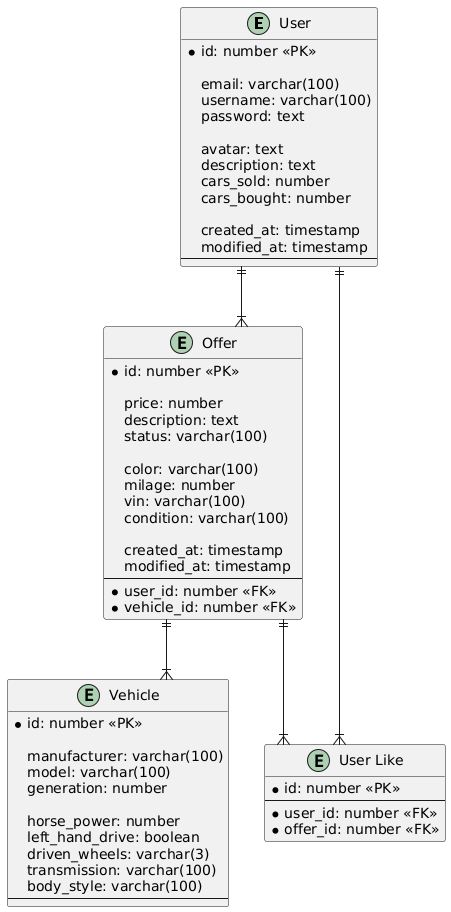 E User
id: number «PK»
email: varchar(100)
username: varchar(100)
password: text
avatar: text
description: text
cars_sold: number
cars_bought: number
created_at: timestamp
modified_at: timestamp
E Offer
id: number «PK»
price: number
description: text
status: varchar(100)
color: varchar(100)
milage: number
vin: varchar(100)
condition: varchar(100)
created_at: timestamp
modified_at: timestamp
user_id: number «FK»
vehicle_id: number «FK»
E Vehicle
id: number «PK»
manufacturer: varchar(100)
model: varchar(100)
generation: number
horse_power: number
left_hand_drive: boolean
driven_wheels: varchar(3)
transmission: varchar(100)
body_style: varchar(100)
E User Like
id: number «PK»
user_id: number «FK»
offer_id: number «FK»